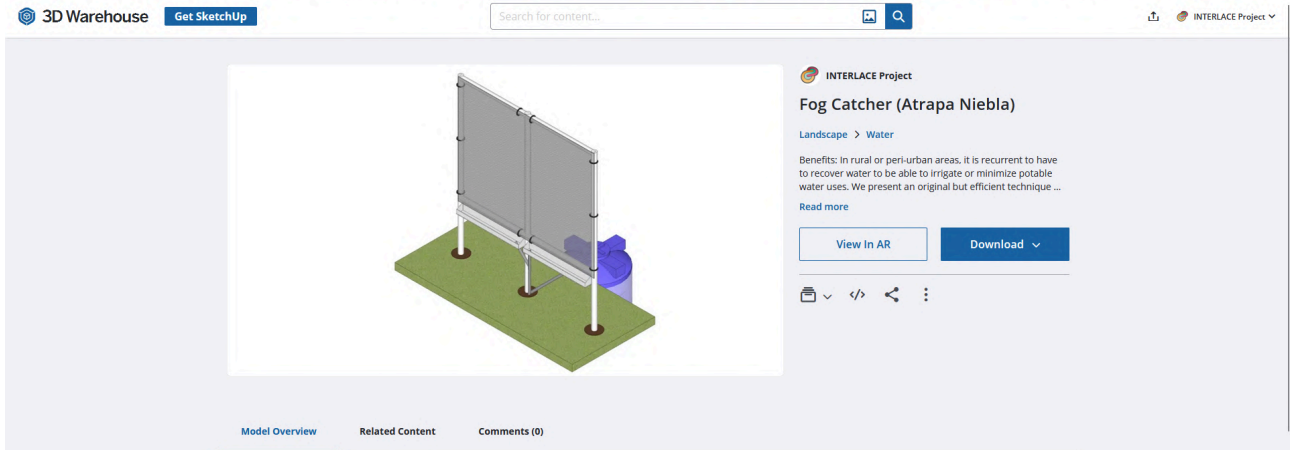 3D Warehouse
Get SketchUp
Search for content...
INTERLACE Project
INTERLACE Project
Fog Catcher (Atrapa Niebla)
Landscape > Water
Benefits: In rural or peri-urban areas, it is recurrent to have
to recover water to be able to irrigate or minimize potable
water uses. We present an original but efficient technique ...
Read more
View In AR
Download
Model Overview
Related Content
Comments (0)